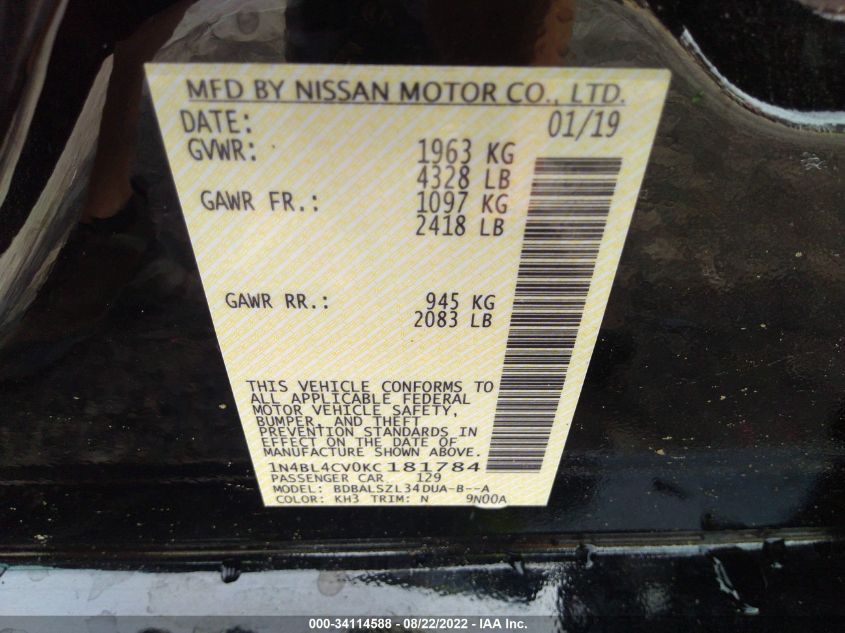 MFD BY NISSAN MOTOR CO., LTD.
DATE: 01/19
GVWR: 1963 KG
4328 LB
GAWR FR.: 1097 KG
2418 LB
GAWR RR.: 945 KG
2083 LB
THIS VEHICLE CONFORMS TO
ALL APPLICABLE FEDERAL
MOTOR VEHICLE SAFETY,
BUMPER, AND THEFT
PREVENTION STANDARDS IN
EFFECT ON THE DATE OF
MANUFACTURE SHOWN ABOVE.
1N4BL4CV0KC181784
PASSENGER CAR 129
MODEL: BDBALSZL34DUA-B--A
COLOR: KH3 TRIM: N 9N00A
000-34114588 - 08/22/2022 - IAA Inc.